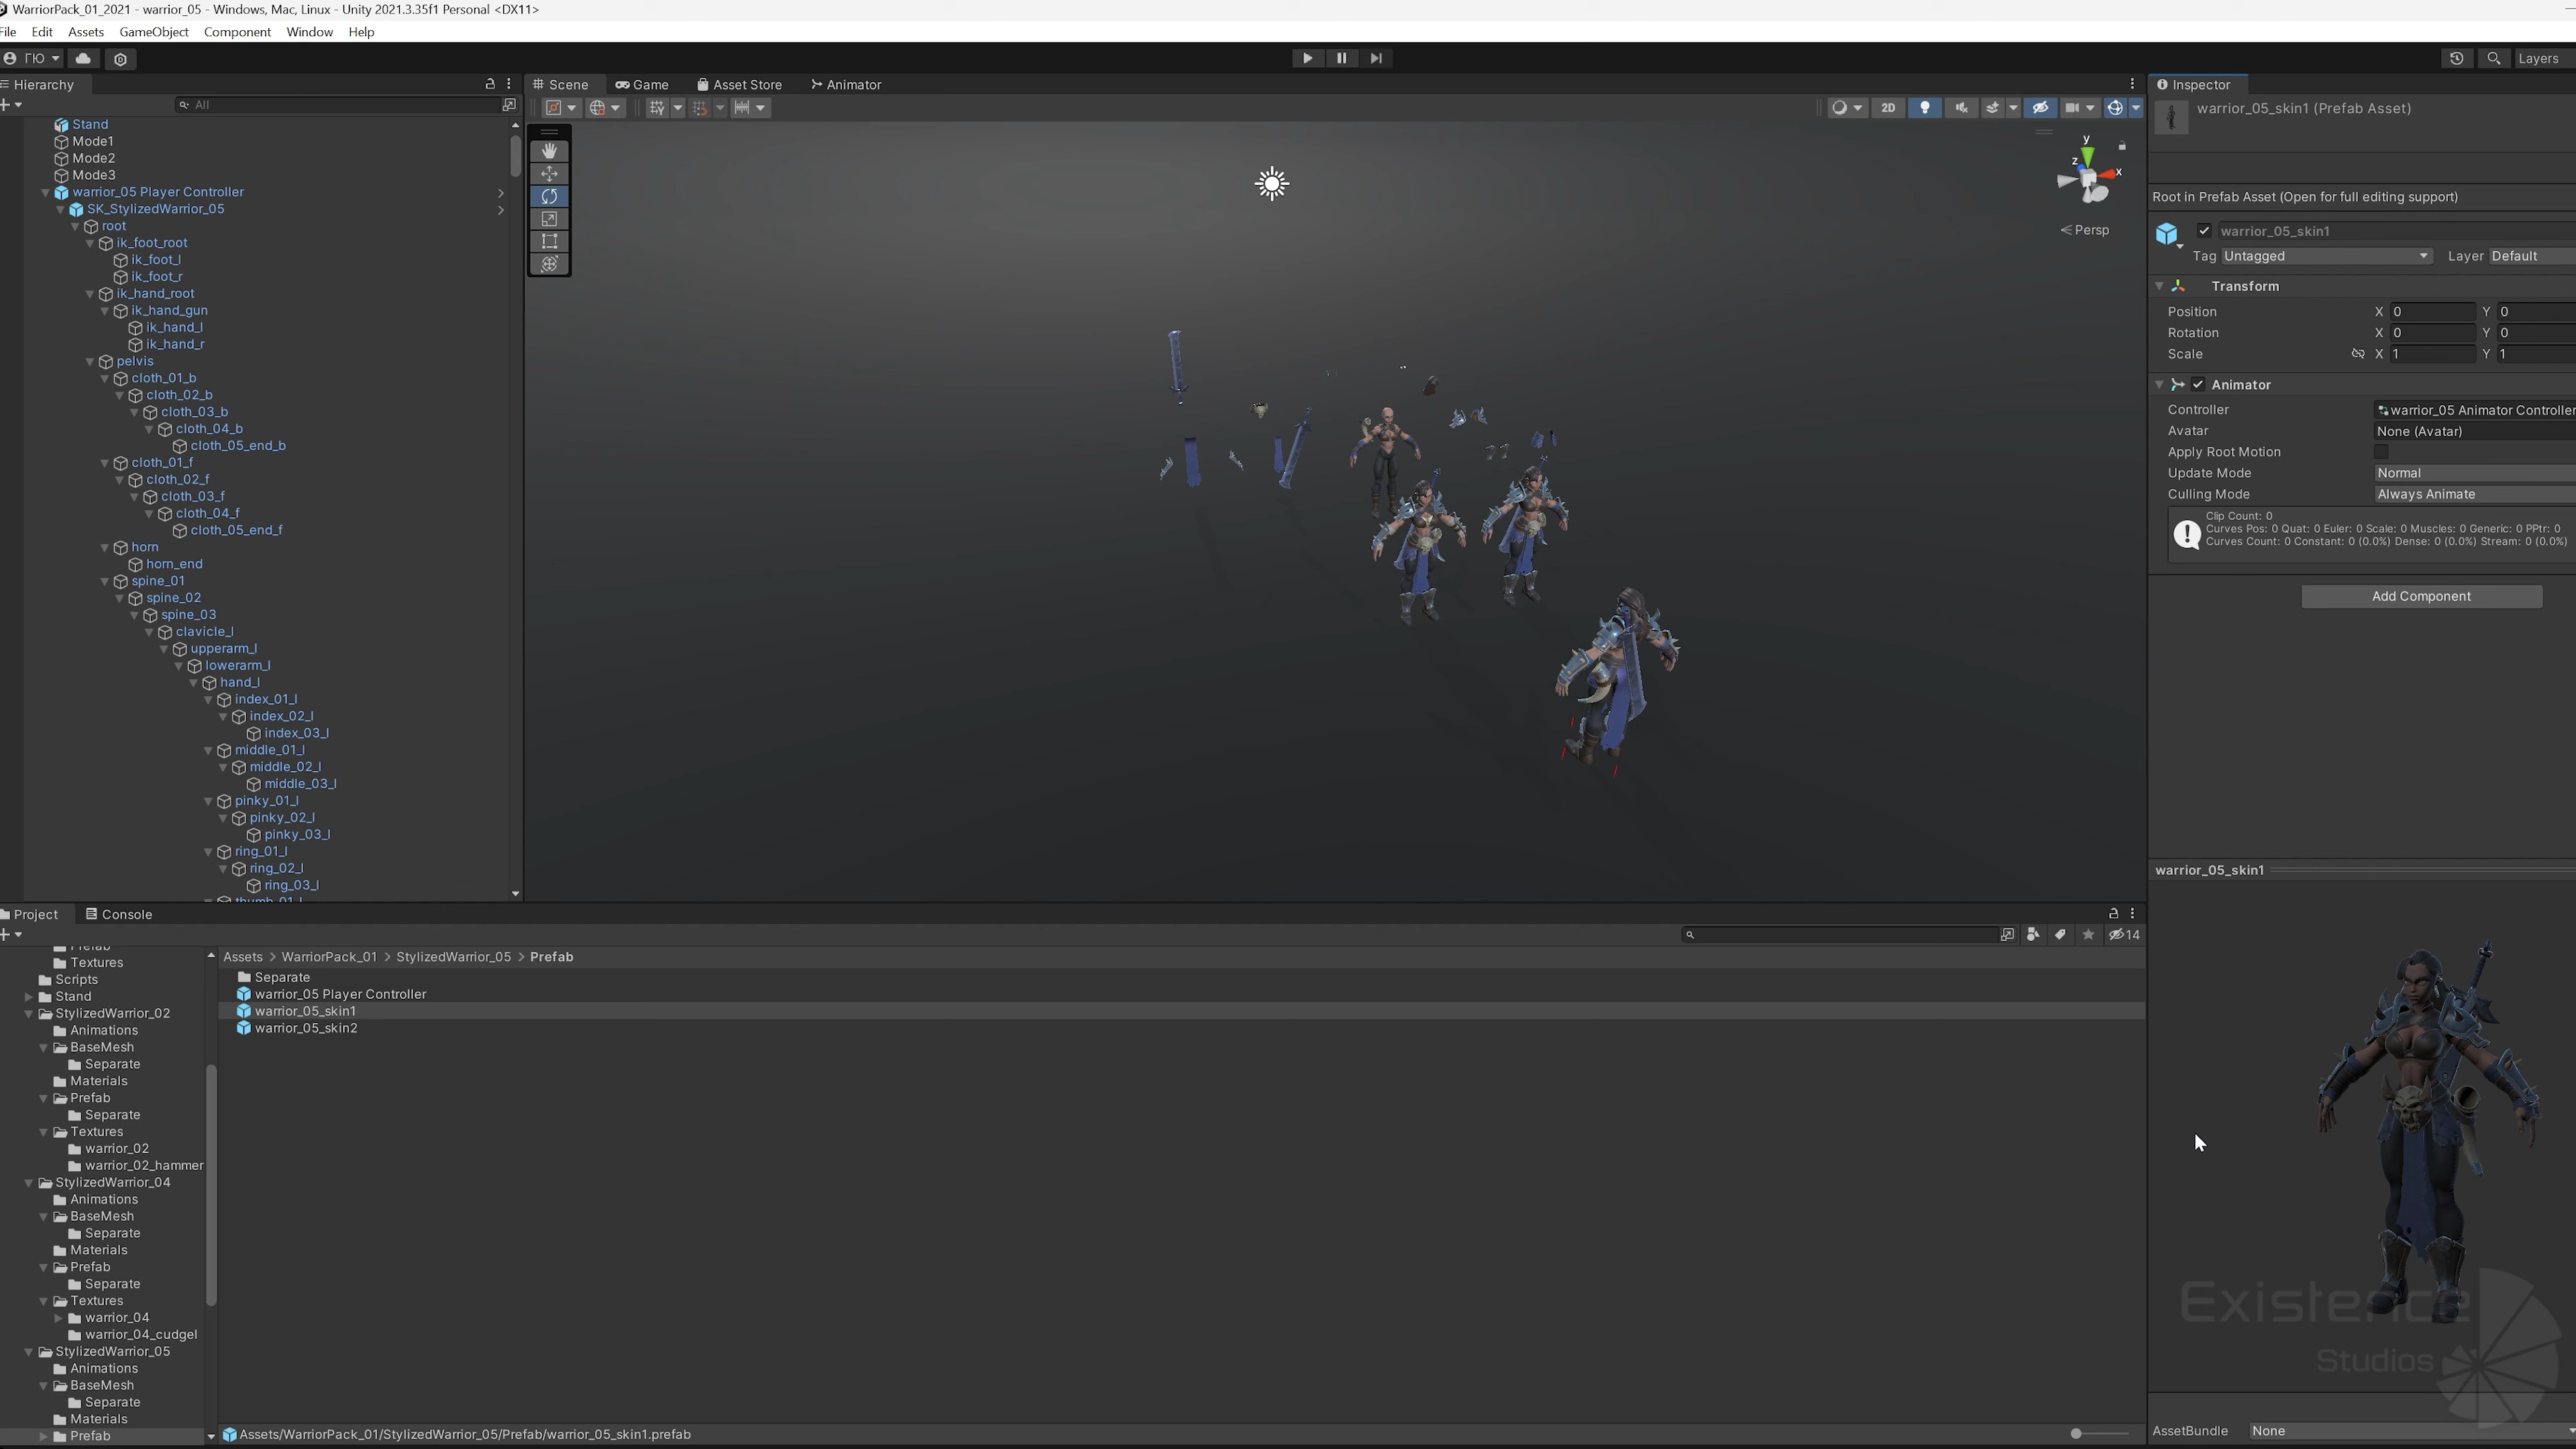 WarriorPack_01_2021 - warrior_05 - Windows, Mac, Linux - Unity 2021.3.35f1 Personal <DX11>
File Edit Assets GameObject Component Window Help
ГЮ
Layers
Hierarchy
All
Stand
Mode1
Mode2
Mode3
warrior_05 Player Controller
SK_StylizedWarrior_05
root
ik_foot_root
ik_foot_l
ik_foot_r
ik_hand_root
ik_hand_gun
ik_hand_l
ik_hand_r
pelvis
cloth_01_b
cloth_02_b
cloth_03_b
cloth_04_b
cloth_05_end_b
cloth_01_f
cloth_02_f
cloth_03_f
cloth_04_f
cloth_05_end_f
horn
horn_end
spine_01
spine_02
spine_03
clavicle_l
upperarm_l
lowerarm_l
hand_l
index_01_l
index_02_l
index_03_l
middle_01_l
middle_02_l
middle_03_l
pinky_01_l
pinky_02_l
pinky_03_l
ring_01_l
ring_02_l
ring_03_l
thumb_01_l
Scene Game Asset Store Animator
2D
y
z
x
Persp
Inspector
warrior_05_skin1 (Prefab Asset)
Root in Prefab Asset (Open for full editing support)
warrior_05_skin1
Tag Untagged Layer Default
Transform
Position X 0 Y 0
Rotation X 0 Y 0
Scale X 1 Y 1
Animator
Controller warrior_05 Animator Controller
Avatar None (Avatar)
Apply Root Motion
Update Mode Normal
Culling Mode Always Animate
Clip Count: 0
Curves Pos: 0 Quat: 0 Euler: 0 Scale: 0 Muscles: 0 Generic: 0 PPtr: 0
Curves Count: 0 Constant: 0 (0.0%) Dense: 0 (0.0%) Stream: 0 (0.0%)
Add Component
warrior_05_skin1
Existence
Studios
AssetBundle None
Project Console
14
Prefab
Textures
Scripts
Stand
StylizedWarrior_02
Animations
BaseMesh
Separate
Materials
Prefab
Separate
Textures
warrior_02
warrior_02_hammer
StylizedWarrior_04
Animations
BaseMesh
Separate
Materials
Prefab
Separate
Textures
warrior_04
warrior_04_cudgel
StylizedWarrior_05
Animations
BaseMesh
Separate
Materials
Prefab
Assets > WarriorPack_01 > StylizedWarrior_05 > Prefab
Separate
warrior_05 Player Controller
warrior_05_skin1
warrior_05_skin2
Assets/WarriorPack_01/StylizedWarrior_05/Prefab/warrior_05_skin1.prefab